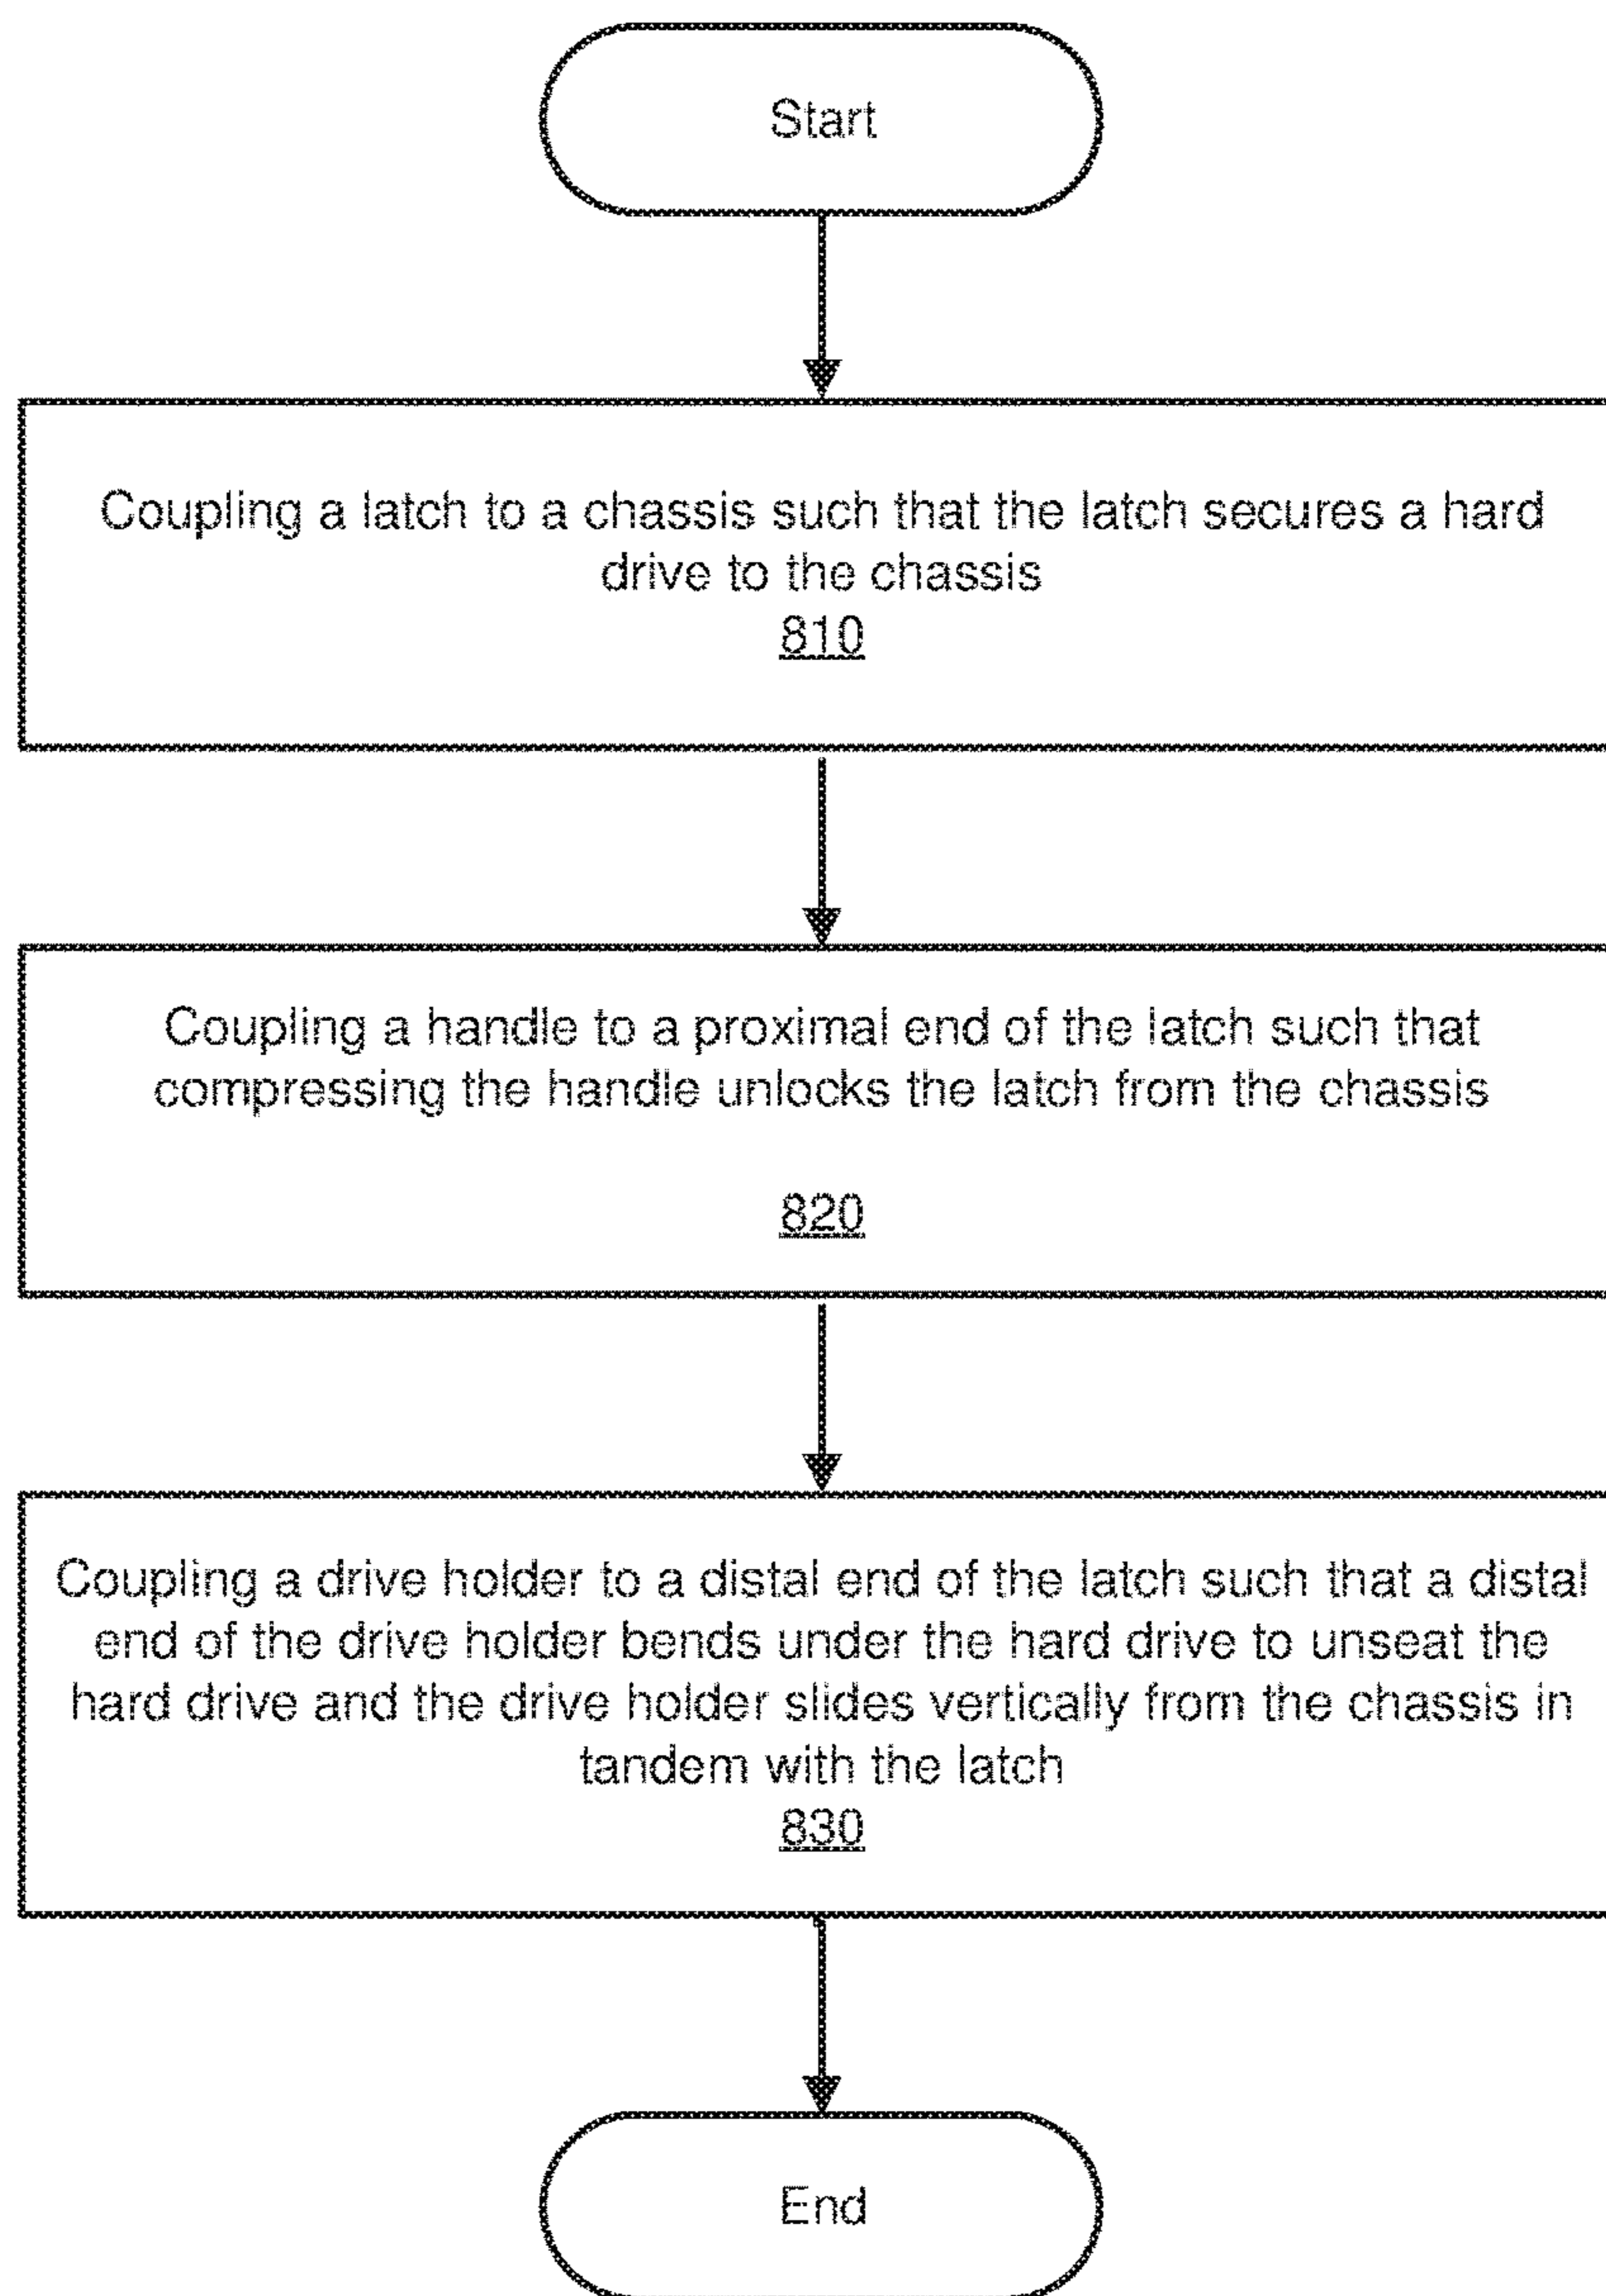 Start
Coupling a latch to a chassis such that the latch secures a hard
drive to the chassis
810
Coupling a handle to a proximal end of the latch such that
compressing the handle unlocks the latch from the chassis
820
Coupling a drive holder to a distal end of the latch such that a distal
end of the drive holder bends under the hard drive to unseat the
hard drive and the drive holder slides vertically from the chassis in
tandem with the latch
830
End